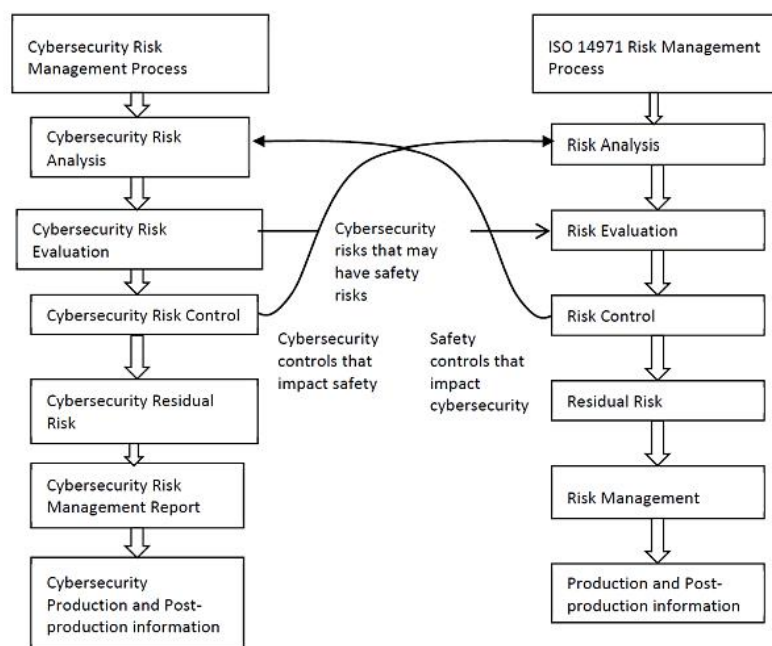 Cybersecurity Risk
Management Process
Cybersecurity Risk
Analysis
Cybersecurity Risk
Evaluation
Cybersecurity Risk Control
Cybersecurity Residual
Risk
Cybersecurity Risk
Management Report
Cybersecurity
Production and Post-
production information
Cybersecurity
risks that may
have safety
risks
Cybersecurity
controls that
impact safety
Safety
controls that
impact
cybersecurity
ISO 14971 Risk Management
Process
Risk Analysis
Risk Evaluation
Risk Control
Residual Risk
Risk Management
Production and Post-
production information